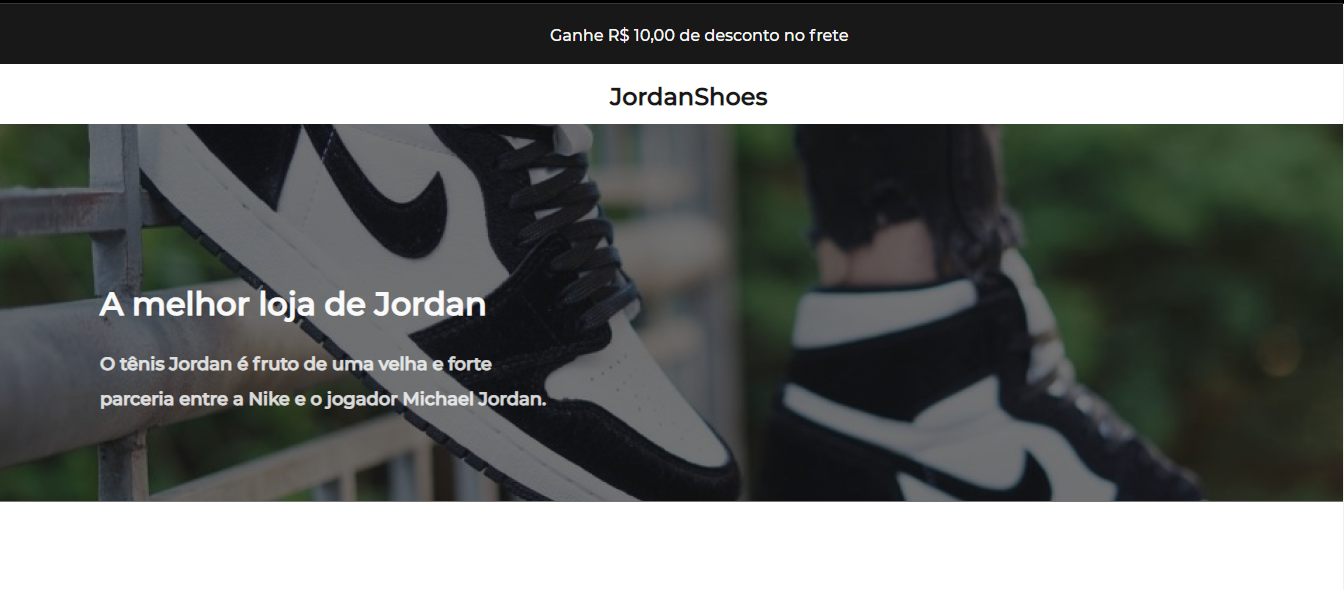 Ganhe R$ 10,00 de desconto no frete
JordanShoes
A melhor loja de Jordan
O tênis Jordan é fruto de uma velha e forte
parceria entre a Nike e o jogador Michael Jordan.